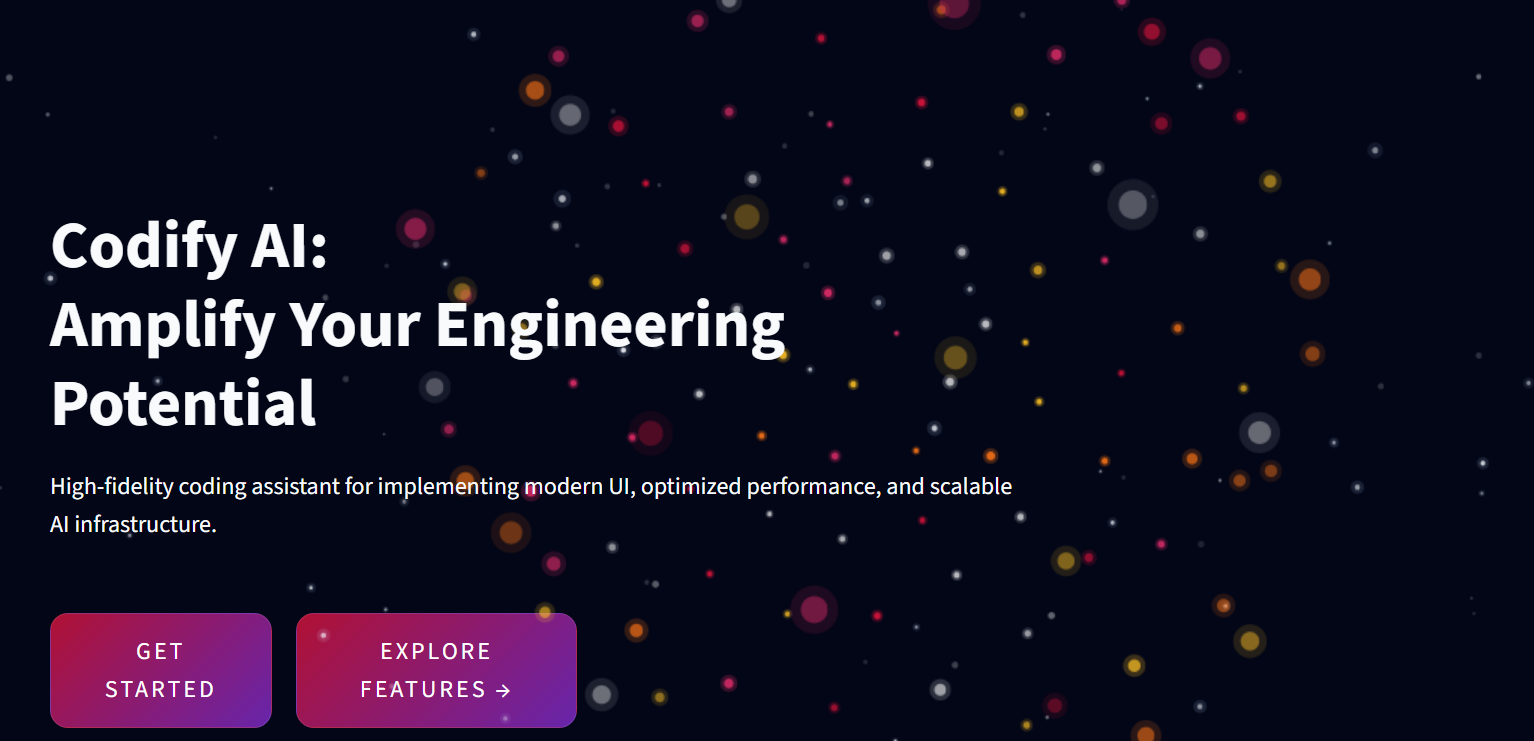 Codify AI:
Amplify Your Engineering
Potential
High-fidelity coding assistant for implementing modern UI, optimized performance, and scalable
AI infrastructure.
GET
STARTED
EXPLORE
FEATURES →